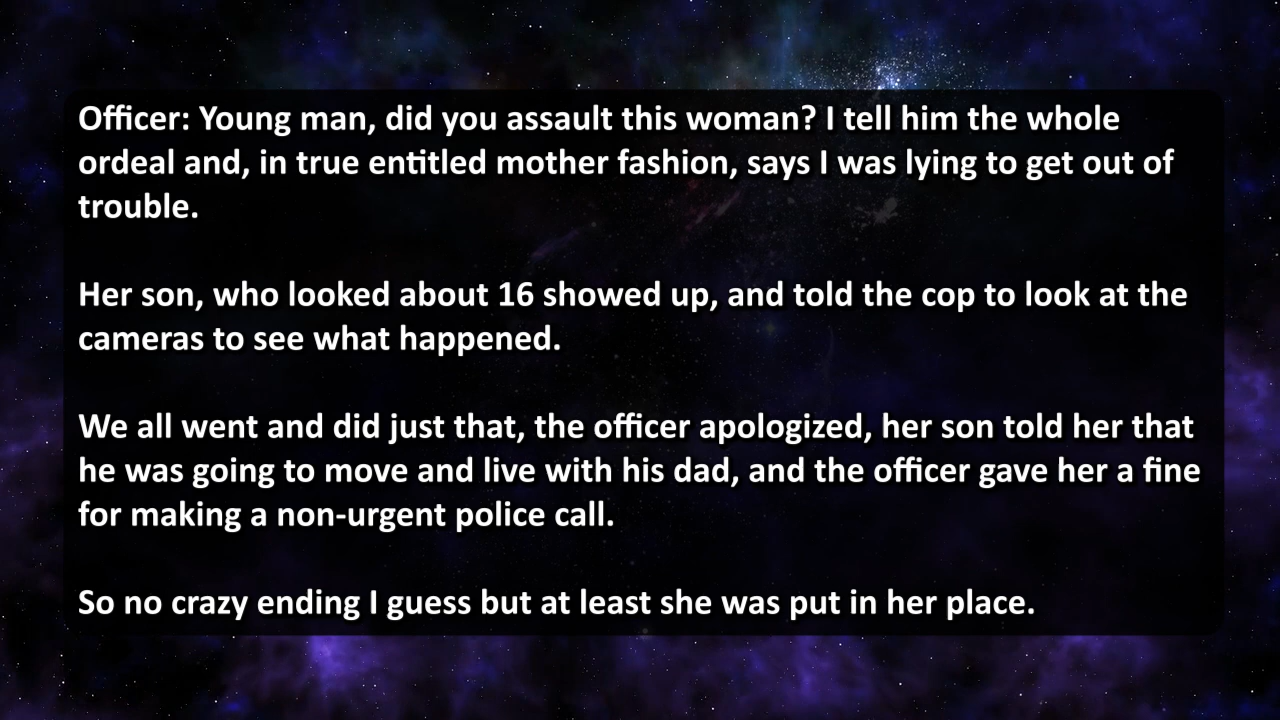 Officer: Young man, did you assault this woman? I tell him the whole
ordeal and, in true entitled mother fashion, says I was lying to get out of
trouble.
Her son, who looked about 16 showed up, and told the cop to look at the
cameras to see what happened.
We all went and did just that, the officer apologized, her son told her that
he was going to move and live with his dad, and the officer gave her a fine
for making a non-urgent police call.
So no crazy ending I guess but at least she was put in her place.